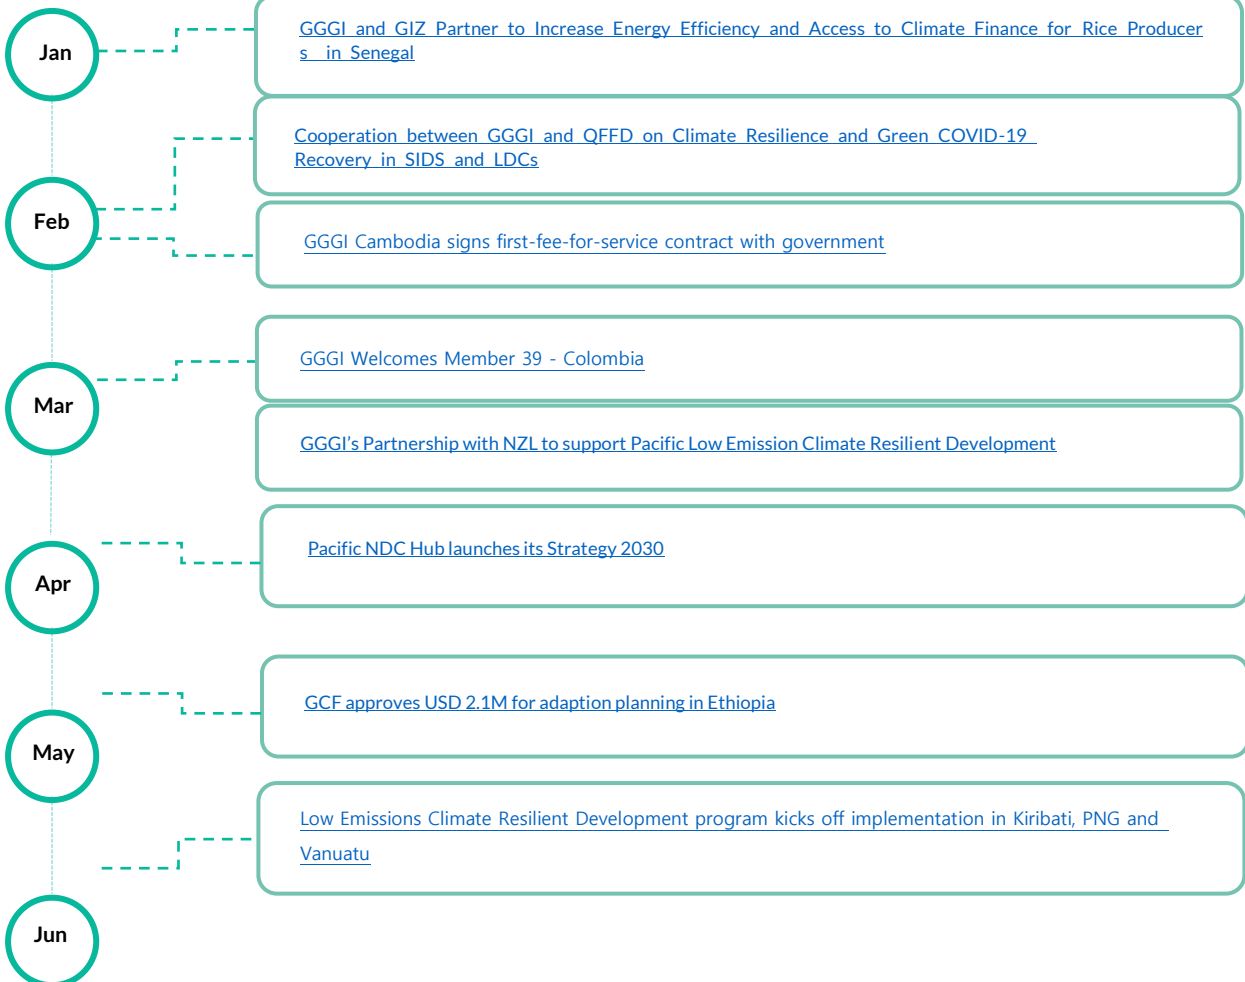 Jan
GGGI and GIZ Partner to Increase Energy Efficiency and Access to Climate Finance for Rice Producer
s in Senegal
Cooperation between GGGI and QFFD on Climate Resilience and Green COVID-19
Recovery in SIDS and LDCs
Feb
GGGI Cambodia signs first-fee-for-service contract with government
GGGI Welcomes Member 39 - Colombia
Mar
GGGI’s Partnership with NZL to support Pacific Low Emission Climate Resilient Development
Pacific NDC Hub launches its Strategy 2030
Apr
GCF approves USD 2.1M for adaption planning in Ethiopia
May
Low Emissions Climate Resilient Development program kicks off implementation in Kiribati, PNG and
Vanuatu
Jun